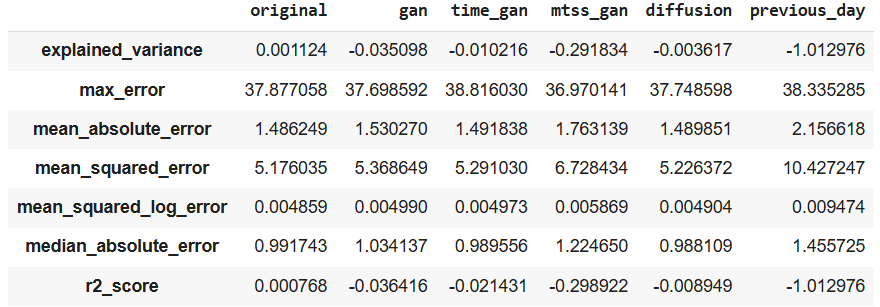 original gan time_gan mtss_gan diffusion previous_day
explained_variance 0.001124 -0.035098 -0.010216 -0.291834 -0.003617 -1.012976
max_error 37.877058 37.698592 38.816030 36.970141 37.748598 38.335285
mean_absolute_error 1.486249 1.530270 1.491838 1.763139 1.489851 2.156618
mean_squared_error 5.176035 5.368649 5.291030 6.728434 5.226372 10.427247
mean_squared_log_error 0.004859 0.004990 0.004973 0.005869 0.004904 0.009474
median_absolute_error 0.991743 1.034137 0.989556 1.224650 0.988109 1.455725
r2_score 0.000768 -0.036416 -0.021431 -0.298922 -0.008949 -1.012976